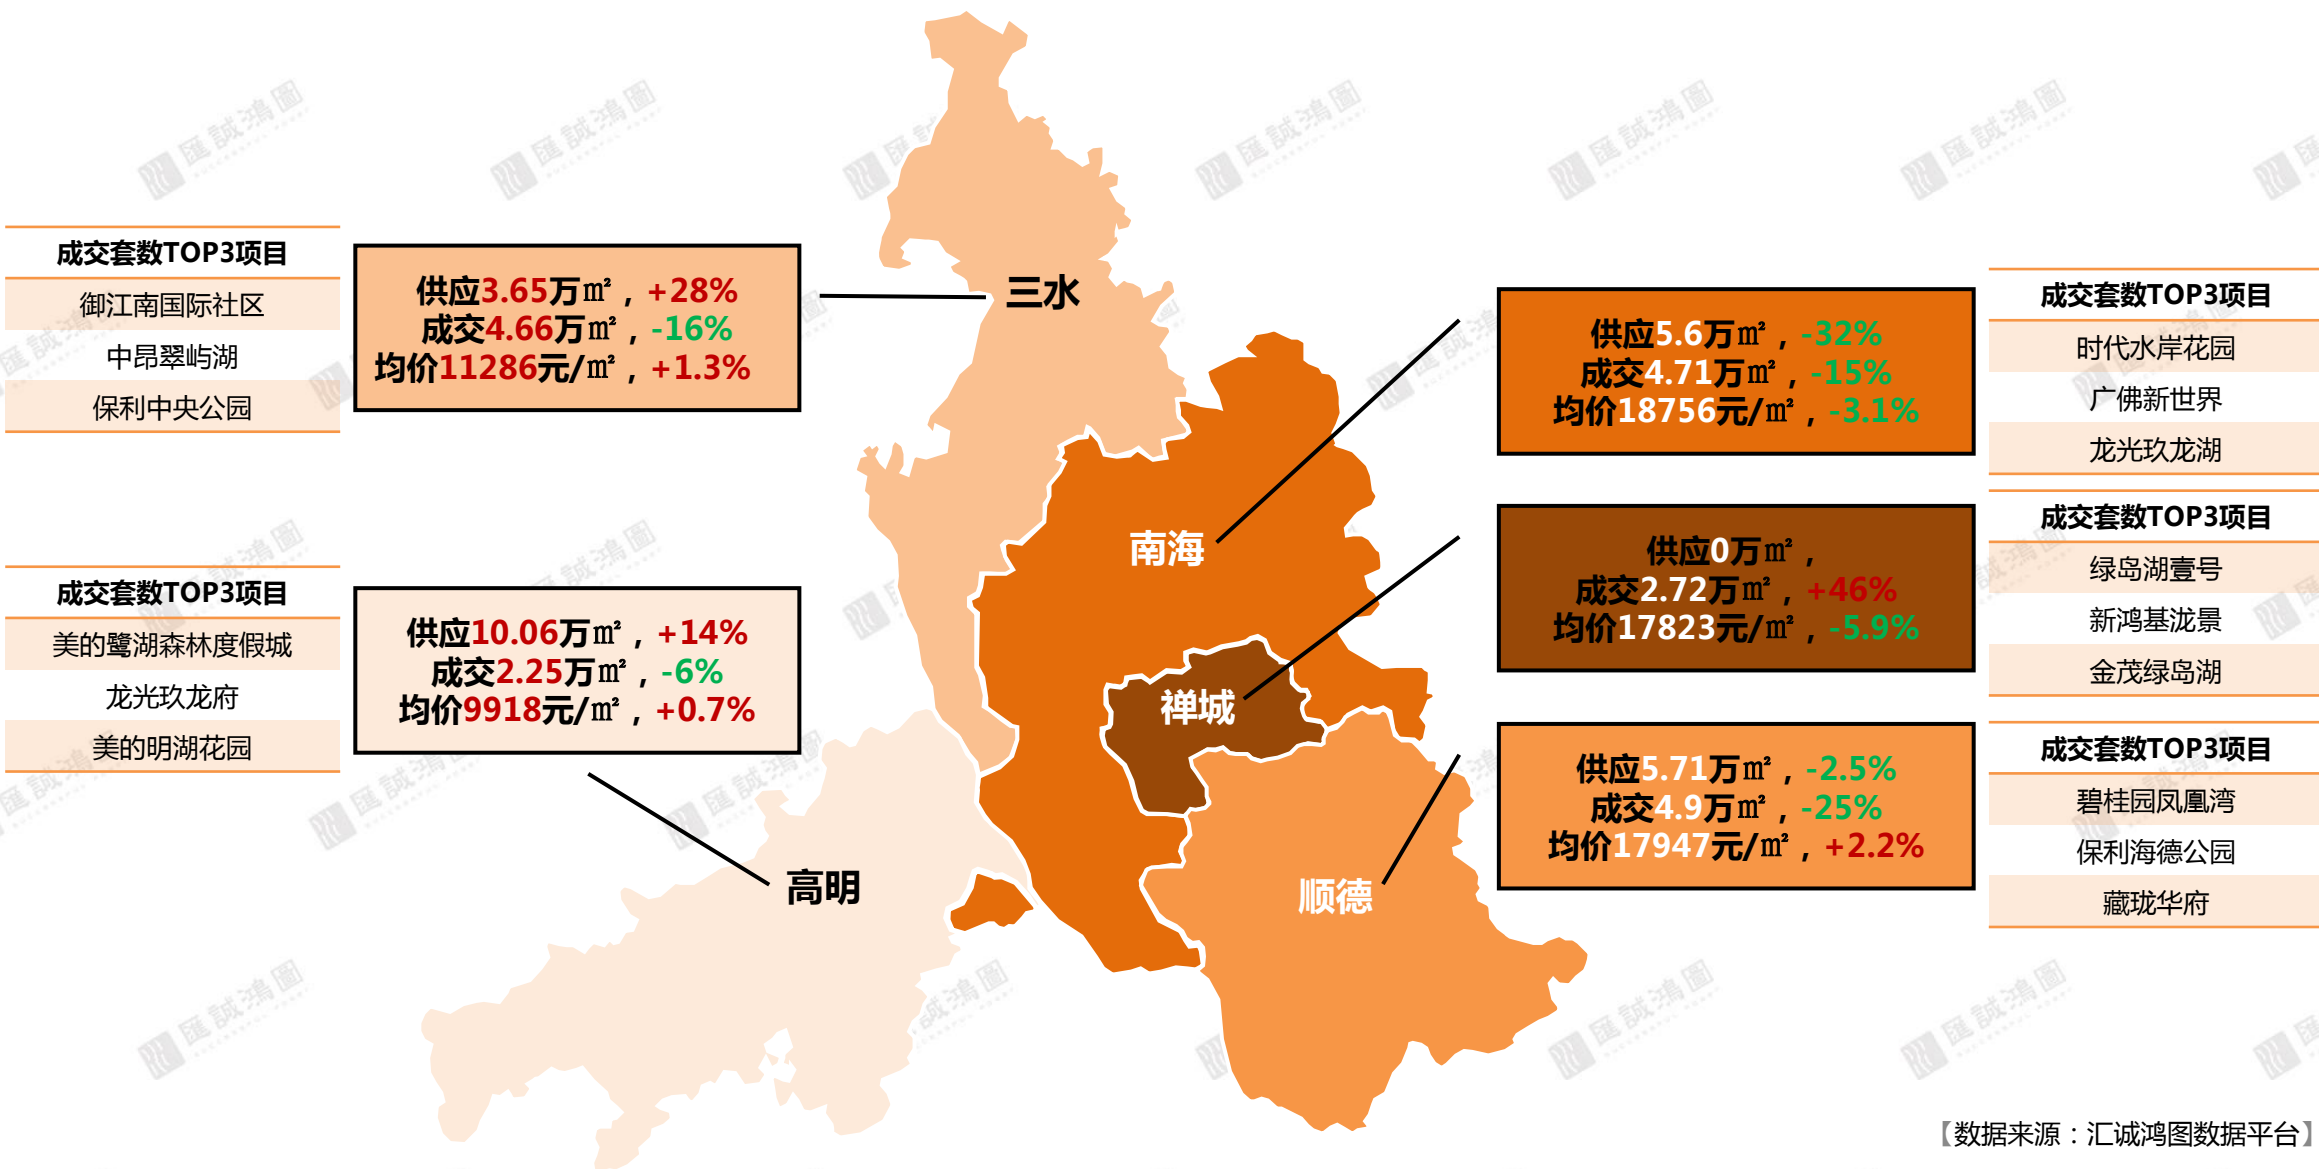 成交套数TOP3项目
御江南国际社区
中昂翠屿湖
保利中央公园
供应3.65万㎡，+28%
成交4.66万㎡，-16%
均价11286元/㎡，+1.3%
三水
供应5.6万㎡，-32%
成交4.71万㎡，-15%
均价18756元/㎡，-3.1%
成交套数TOP3项目
时代水岸花园
广佛新世界
龙光玖龙湖
南海
供应0万㎡，
成交2.72万㎡，+46%
均价17823元/㎡，-5.9%
成交套数TOP3项目
绿岛湖壹号
新鸿基泷景
金茂绿岛湖
禅城
成交套数TOP3项目
美的鹭湖森林度假城
龙光玖龙府
美的明湖花园
供应10.06万㎡，+14%
成交2.25万㎡，-6%
均价9918元/㎡，+0.7%
高明
供应5.71万㎡，-2.5%
成交4.9万㎡，-25%
均价17947元/㎡，+2.2%
成交套数TOP3项目
碧桂园凤凰湾
保利海德公园
藏珑华府
顺德
【数据来源：汇诚鸿图数据平台】
匯誠鴻圖